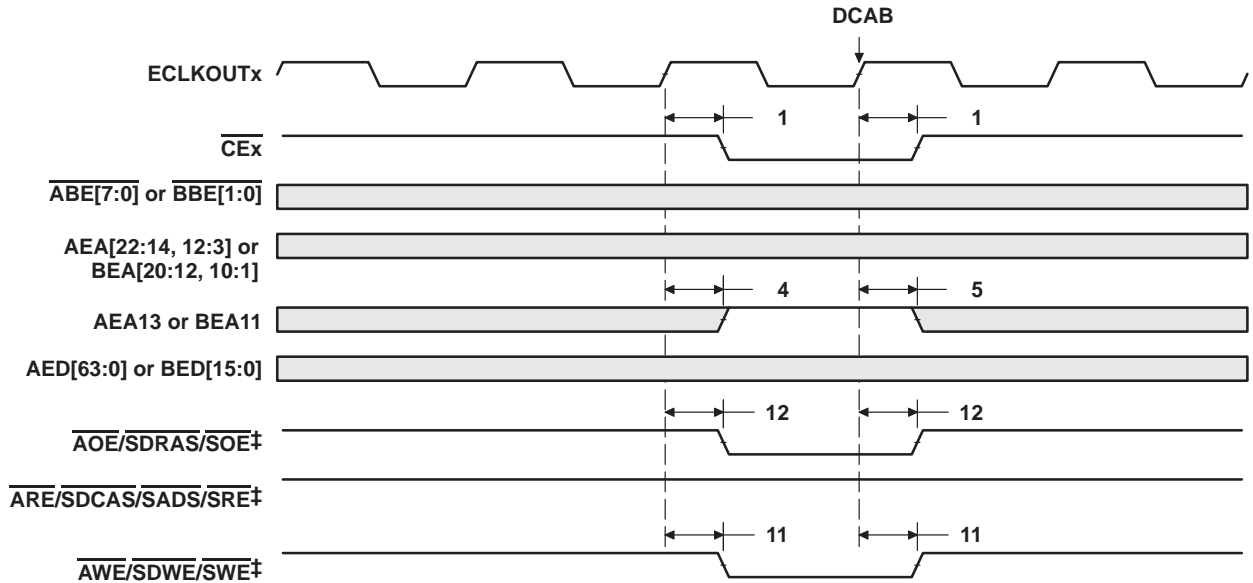 DCAB
ECLKOUTx
1 1
CEx
ABE[7:0] or BBE[1:0]
AEA[22:14, 12:3] or
BEA[20:12, 10:1]
4 5
AEA13 or BEA11
AED[63:0] or BED[15:0]
12 12
AOE/SDRAS/SOE‡
ARE/SDCAS/SADS/SRE‡
11 11
AWE/SDWE/SWE‡